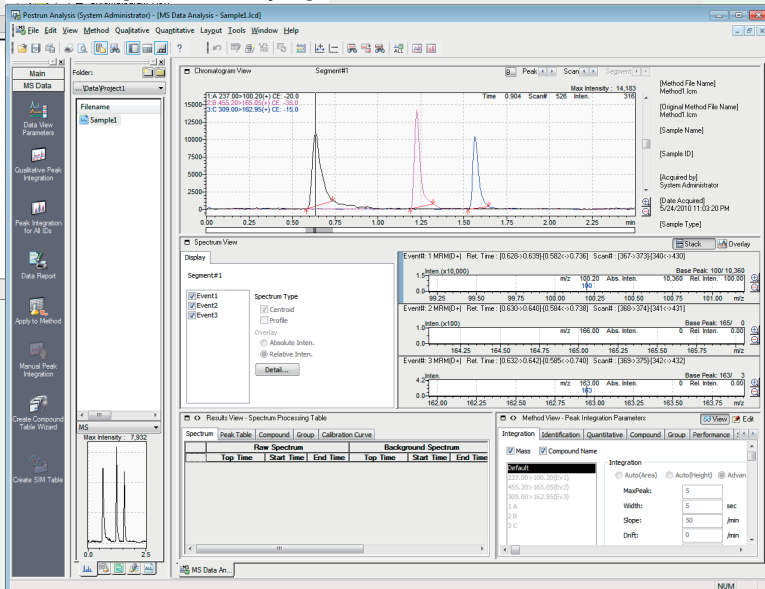 Postrun Analysis (System Administrator) - [MS Data Analysis - Sample1.lcd]
File Edit View Method Qualitative Quantitative Layout Tools Window Help
Main
MS Data
Data View
Parameters
Qualitative Peak
Integration
Peak Integration
for All IDs
Data Report
Apply to Method
Manual Peak
Integration
Create Compound
Table Wizard
Create SIM Table
Folder:
...\Data\Project1
Filename
Sample1
MS
Max Intensity : 7,932
0.0 2.5
ALL
Chromatogram View Segment#1 Peak Scan Segment
Max Intensity : 14,183
Time 0.904 Scan# 526 Inten. 316
1:A 237.00>100.20(+) CE: -20.0
2:B 455.20>165.05(+) CE: -35.0
3:C 309.00>162.95(+) CE: -15.0
15000
12500
10000
7500
5000
2500
0
0.00 0.25 0.50 0.75 1.00 1.25 1.50 1.75 2.00 2.25 min
[Method File Name]
Method1.lcm
[Original Method File Name]
Method1.lcm
[Sample Name]
[Sample ID]
[Acquired by]
System Administrator
[Date Acquired]
5/24/2010 11:03:20 PM
[Sample Type]
Spectrum View
Stack Overlay
Display
Segment#1
Event1
Event2
Event3
Spectrum Type
Centroid
Profile
Overlay
Absolute Inten.
Relative Inten.
Detail...
Event#: 1 MRM(D+) Ret. Time : [0.628->0.639]-[0.582<->0.736] Scan# : [367->373]-[341<->430]
Inten.(x10,000) Base Peak: 100/ 10,360
1.5 m/z 100.20 Abs. Inten. 10,360 Rel. Inten. 100.00
100
0.0
99.25 99.50 99.75 100.00 100.25 100.50 100.75 101.00 m/z
Event#: 2 MRM(D+) Ret. Time : [0.630->0.640]-[0.584<->0.738] Scan# : [368->374]-[341<->431]
Inten.(x100) Base Peak: 165/ 0
1.0 m/z 166.00 Abs. Inten. 0 Rel. Inten. 0.00
0.0
164.25 164.50 164.75 165.00 165.25 165.50 165.75 m/z
Event#: 3 MRM(D+) Ret. Time : [0.632->0.642]-[0.585<->0.740] Scan# : [369->375]-[342<->432]
Inten. Base Peak: 163/ 3
4.2 m/z 163.00 Abs. Inten. 0 Rel. Inten. 0.00
163
0.0
162.00 162.25 162.50 162.75 163.00 163.25 163.50 163.75 m/z
Results View - Spectrum Processing Table
Spectrum Peak Table Compound Group Calibration Curve
Raw Spectrum Background Spectrum
Top Time Start Time End Time Top Time Start Time End Time
Method View - Peak Integration Parameters View Edit
Integration Identification Quantitative Compound Group Performance
Mass Compound Name
Default
237.00>100.20(Ev1)
455.20>165.05(Ev2)
309.00>162.95(Ev3)
1 A
2 B
3 C
Integration
Auto(Area) Auto(Height) Advan
MaxPeak: 5
Width: 5 sec
Slope: 50 /min
Drift: 0 /min
MS Data An...
NUM